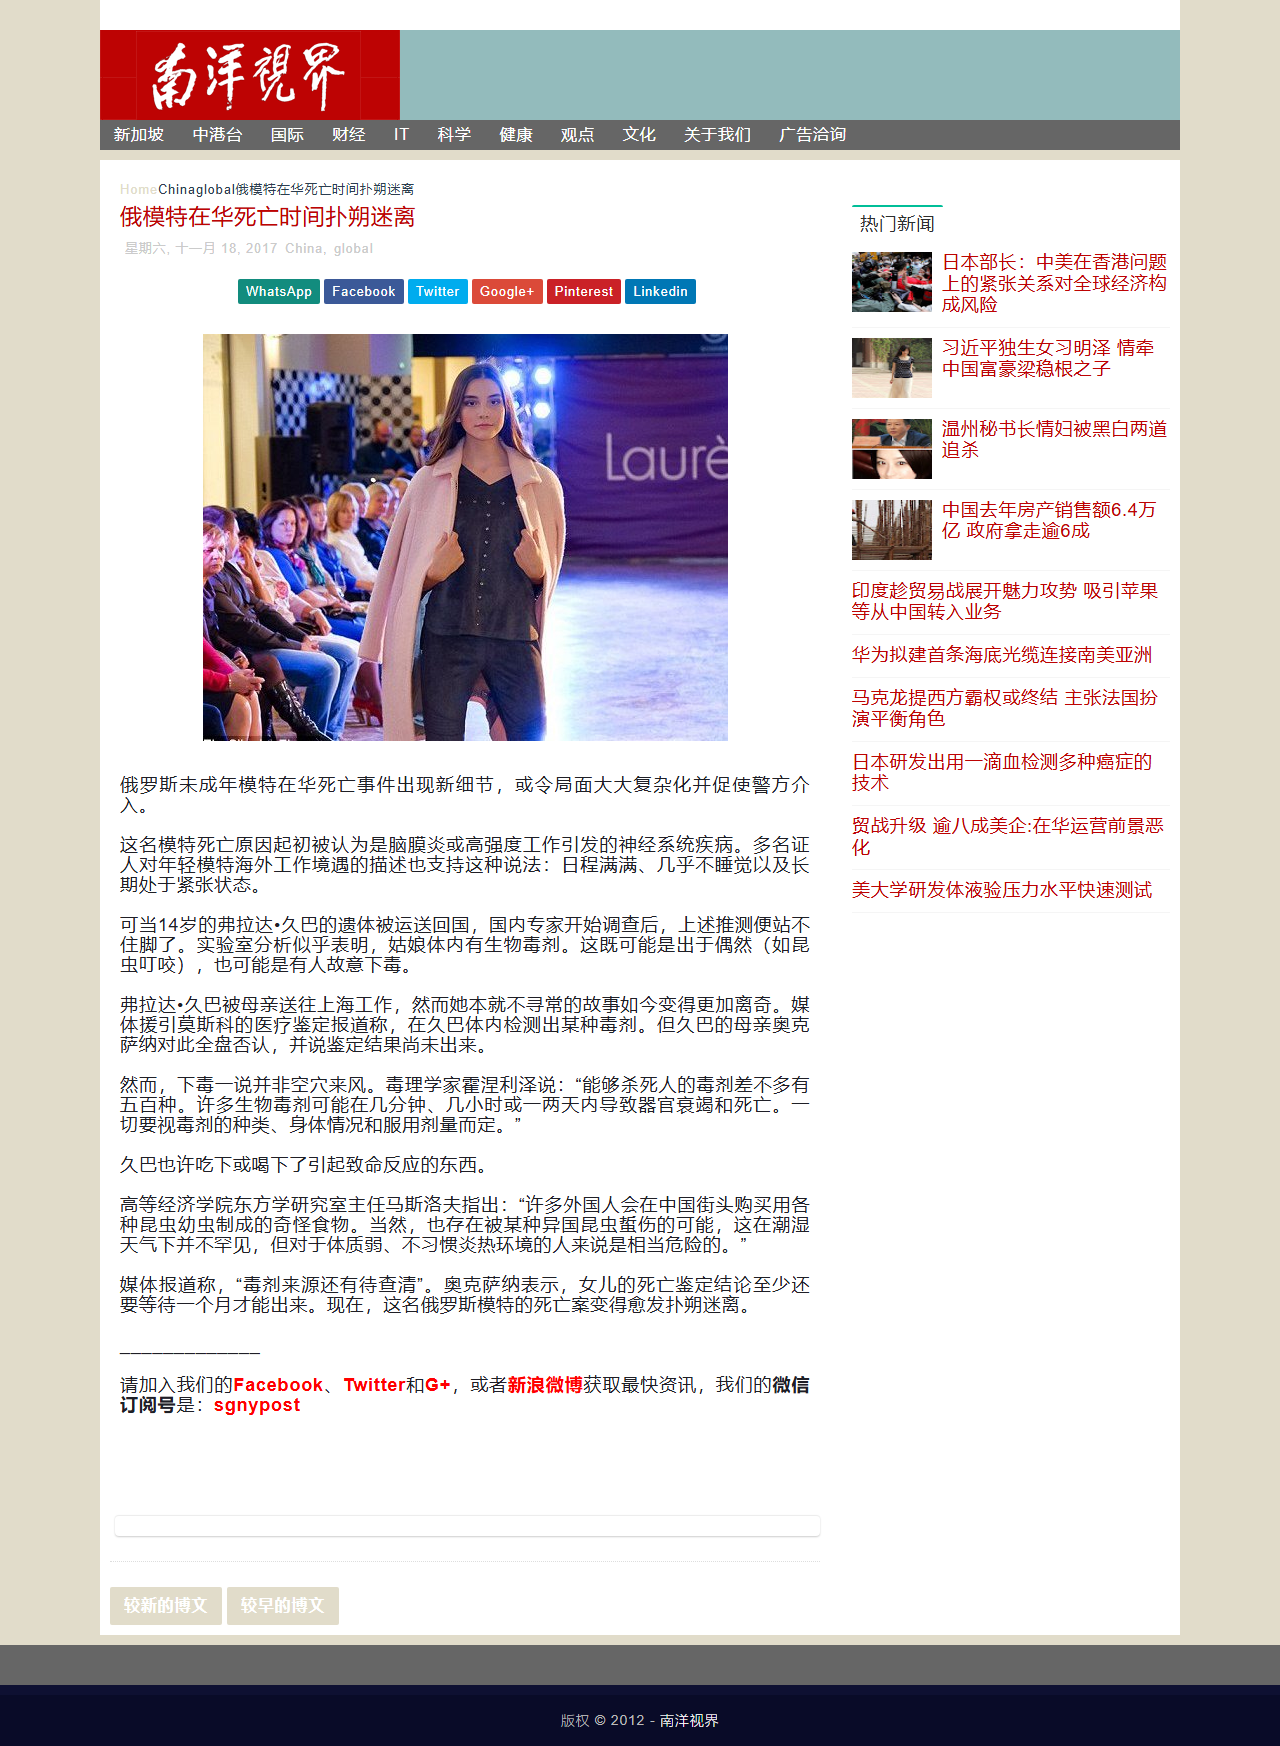 南洋視界
新加坡 中港台 国际 财经 IT 科学 健康 观点 文化 关于我们 广告洽询
HomeChinaglobal俄模特在华死亡时间扑朔迷离
俄模特在华死亡时间扑朔迷离
星期六, 十一月 18, 2017 China, global
WhatsApp Facebook Twitter Google+ Pinterest Linkedin
Laurè
俄罗斯未成年模特在华死亡事件出现新细节，或令局面大大复杂化并促使警方介
入。
这名模特死亡原因起初被认为是脑膜炎或高强度工作引发的神经系统疾病。多名证
人对年轻模特海外工作境遇的描述也支持这种说法：日程满满、几乎不睡觉以及长
期处于紧张状态。
可当14岁的弗拉达•久巴的遗体被运送回国，国内专家开始调查后，上述推测便站不
住脚了。实验室分析似乎表明，姑娘体内有生物毒剂。这既可能是出于偶然（如昆
虫叮咬），也可能是有人故意下毒。
弗拉达•久巴被母亲送往上海工作，然而她本就不寻常的故事如今变得更加离奇。媒
体援引莫斯科的医疗鉴定报道称，在久巴体内检测出某种毒剂。但久巴的母亲奥克
萨纳对此全盘否认，并说鉴定结果尚未出来。
然而，下毒一说并非空穴来风。毒理学家霍涅利泽说：“能够杀死人的毒剂差不多有
五百种。许多生物毒剂可能在几分钟、几小时或一两天内导致器官衰竭和死亡。一
切要视毒剂的种类、身体情况和服用剂量而定。”
久巴也许吃下或喝下了引起致命反应的东西。
高等经济学院东方学研究室主任马斯洛夫指出：“许多外国人会在中国街头购买用各
种昆虫幼虫制成的奇怪食物。当然，也存在被某种异国昆虫蜇伤的可能，这在潮湿
天气下并不罕见，但对于体质弱、不习惯炎热环境的人来说是相当危险的。”
媒体报道称，“毒剂来源还有待查清”。奥克萨纳表示，女儿的死亡鉴定结论至少还
要等待一个月才能出来。现在，这名俄罗斯模特的死亡案变得愈发扑朔迷离。
_____________
请加入我们的Facebook、Twitter和G+，或者新浪微博获取最快资讯，我们的微信
订阅号是：sgnypost
较新的博文 较早的博文
热门新闻
日本部长：中美在香港问题
上的紧张关系对全球经济构
成风险
习近平独生女习明泽 情牵
中国富豪梁稳根之子
温州秘书长情妇被黑白两道
追杀
中国去年房产销售额6.4万
亿 政府拿走逾6成
印度趁贸易战展开魅力攻势 吸引苹果
等从中国转入业务
华为拟建首条海底光缆连接南美亚洲
马克龙提西方霸权或终结 主张法国扮
演平衡角色
日本研发出用一滴血检测多种癌症的
技术
贸战升级 逾八成美企:在华运营前景恶
化
美大学研发体液验压力水平快速测试
版权 © 2012 - 南洋视界